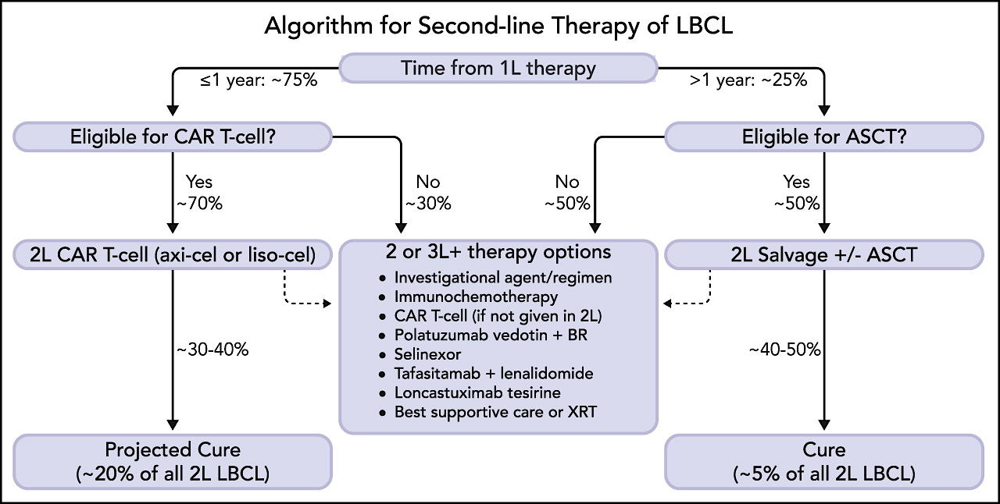 Algorithm for Second-line Therapy of LBCL
Time from 1L therapy
≤1 year: ~75%
>1 year: ~25%
Eligible for CAR T-cell?
Eligible for ASCT?
Yes
~70%
No
~30%
No
~50%
Yes
~50%
2L CAR T-cell (axi-cel or liso-cel)
2 or 3L+ therapy options
• Investigational agent/regimen
• Immunochemotherapy
• CAR T-cell (if not given in 2L)
• Polatuzumab vedotin + BR
• Selinexor
• Tafasitamab + lenalidomide
• Loncastuximab tesirine
• Best supportive care or XRT
2L Salvage +/- ASCT
~30-40%
~40-50%
Projected Cure
(~20% of all 2L LBCL)
Cure
(~5% of all 2L LBCL)